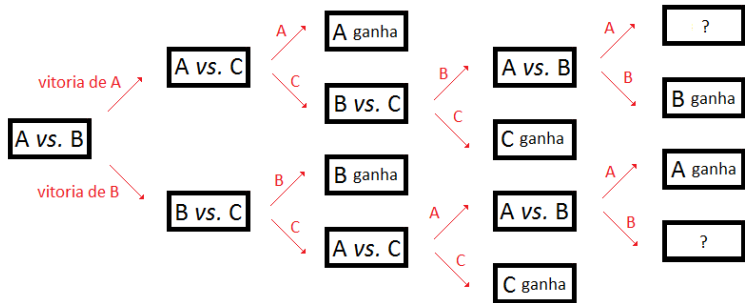 A vs. B
vitoria de A
vitoria de B
A vs. C
B vs. C
A
C
B
C
A ganha
B vs. C
B ganha
A vs. C
B
C
A
C
A vs. B
C ganha
A vs. B
C ganha
A
B
A
B
?
B ganha
A ganha
?